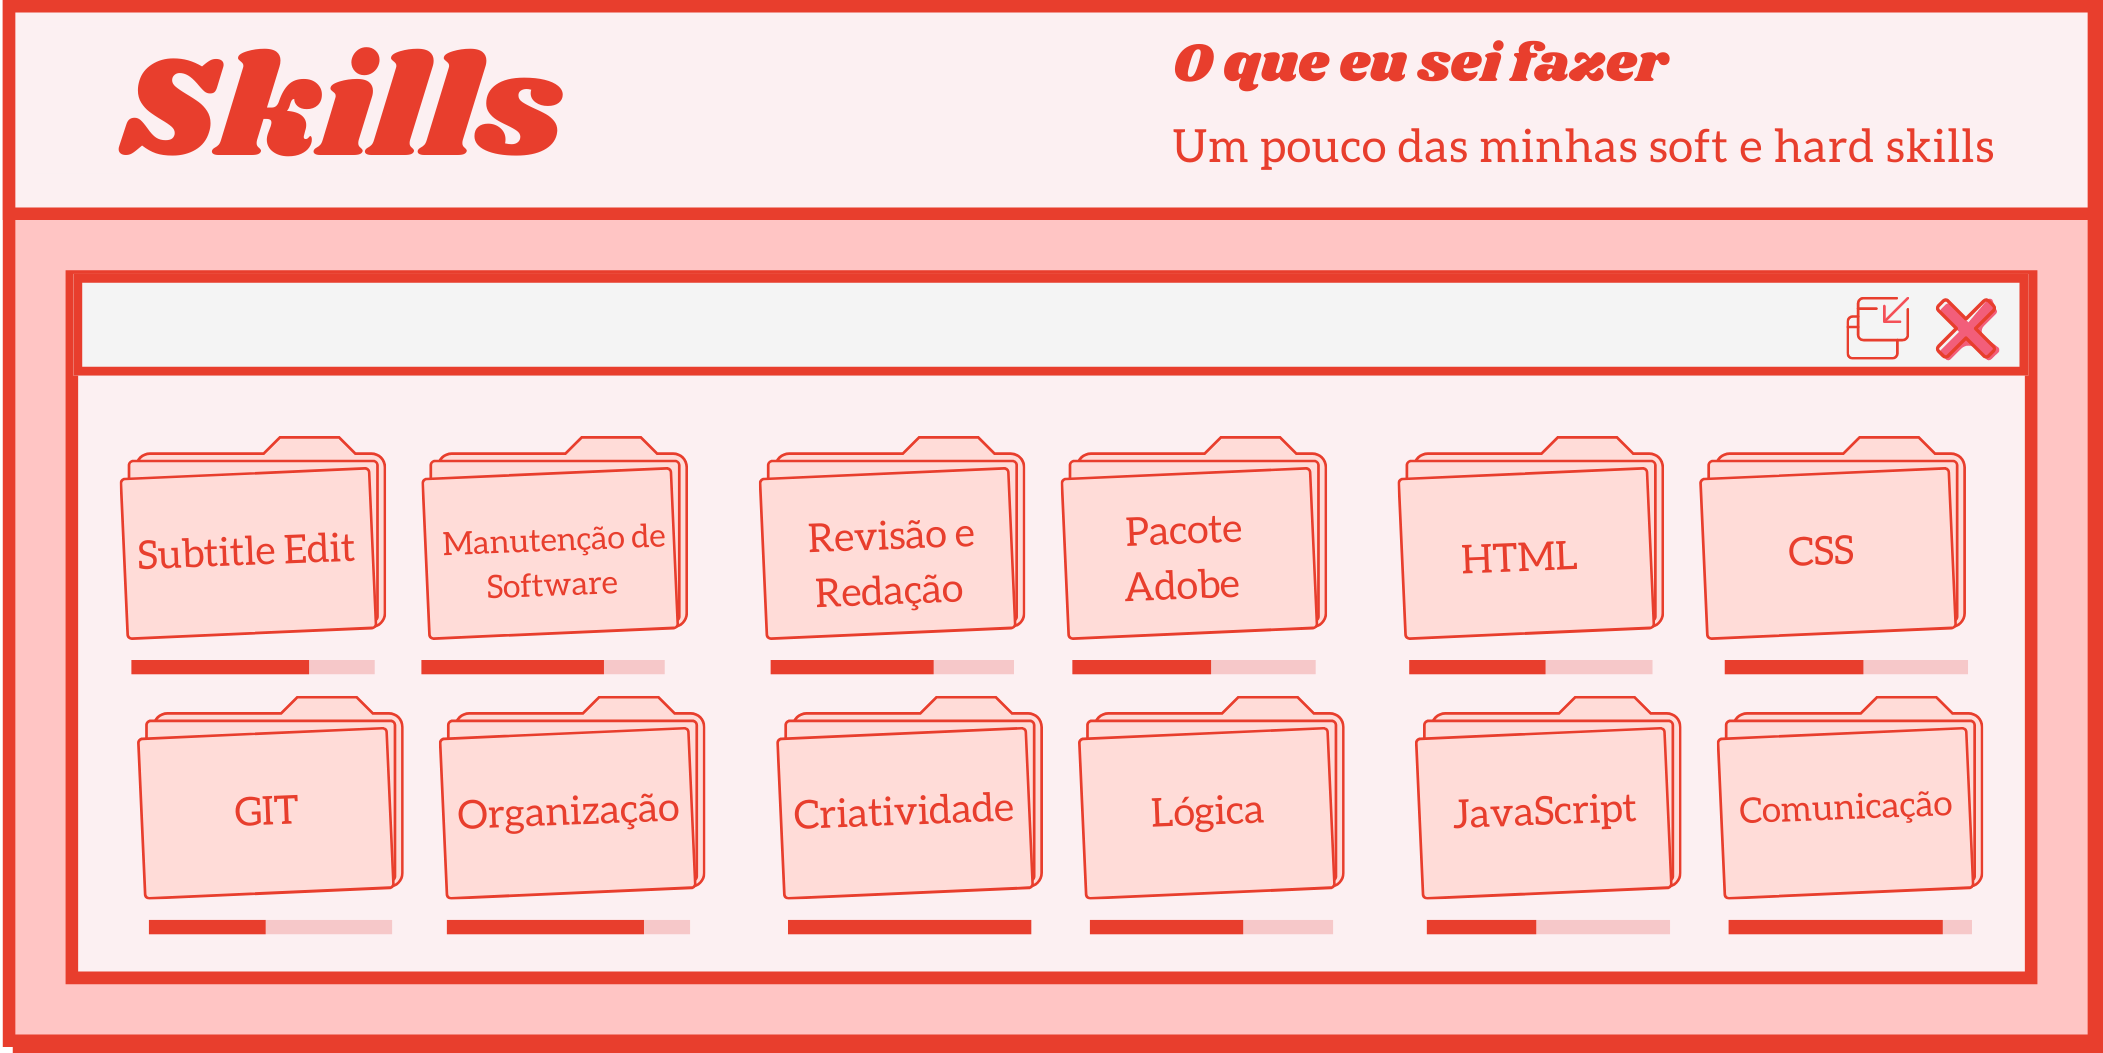 Skills
O que eu sei fazer
Um pouco das minhas soft e hard skills
Subtitle Edit
Manutenção de
Software
Revisão e
Redação
Pacote
Adobe
HTML
CSS
GIT
Organização
Criatividade
Lógica
JavaScript
Comunicação